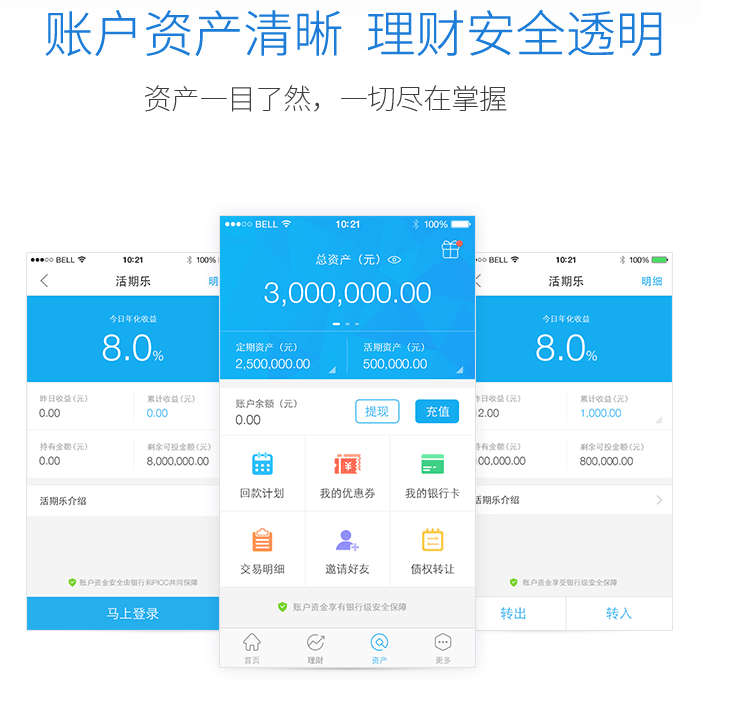 账户资产清晰 理财安全透明
资产一目了然，一切尽在掌握
BELL 10:21 100%
活期乐 明
今日年化收益
8.0%
昨日收益(元) 累计收益(元)
0.00 0.00
持有金额(元) 剩余可投金额(元)
0.00 8,000,000.00
活期乐介绍
账户资金安全由银行和PICC共同保障
马上登录
BELL 10:21 100%
总资产（元）
3,000,000.00
定期资产（元） 活期资产（元）
2,500,000.00 500,000.00
账户余额（元）
0.00
提现 充值
回款计划 我的优惠券 我的银行卡
交易明细 邀请好友 债权转让
账户资金享有银行级安全保障
首页 理财 资产 更多
BELL 10:21 100%
活期乐 明细
今日年化收益
8.0%
昨日收益(元) 累计收益(元)
2.00 1,000.00
持有金额(元) 剩余可投金额(元)
00,000.00 800,000.00
活期乐介绍
账户资金享受银行级安全保障
转出 转入